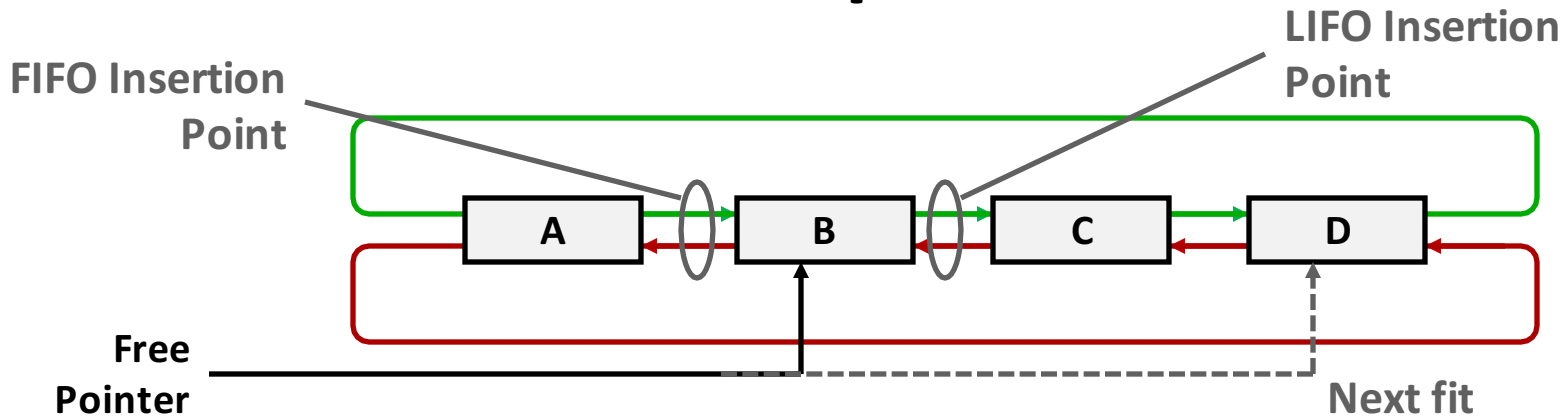 LIFO Insertion
Point
FIFO Insertion
Point
A
B
C
D
Free
Pointer
Next fit